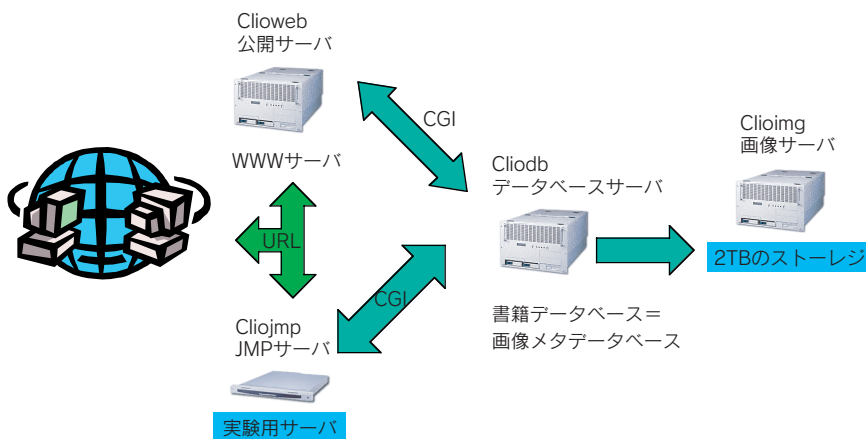 Clioweb
公開サーバ
WWWサーバ
URL
CGI
CGI
Cliojmp
JMPサーバ
実験用サーバ
Cliodb
データベースサーバ
書籍データベース＝
画像メタデータベース
Clioimg
画像サーバ
2TBのストーレジ